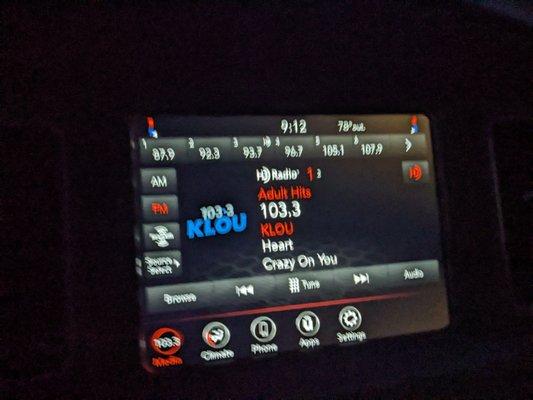 9:12 78°out
1 2 3 4 5 6
87.9 92.3 93.7 96.7 105.1 107.9
AM
HD Radio 1 3
HD
Adult Hits
FM
103.3
103.3
KLOU
KLOU
Heart
Source Select
Crazy On You
Browse
Tune
Audio
103.3
Media
Climate
Phone
Apps
Settings